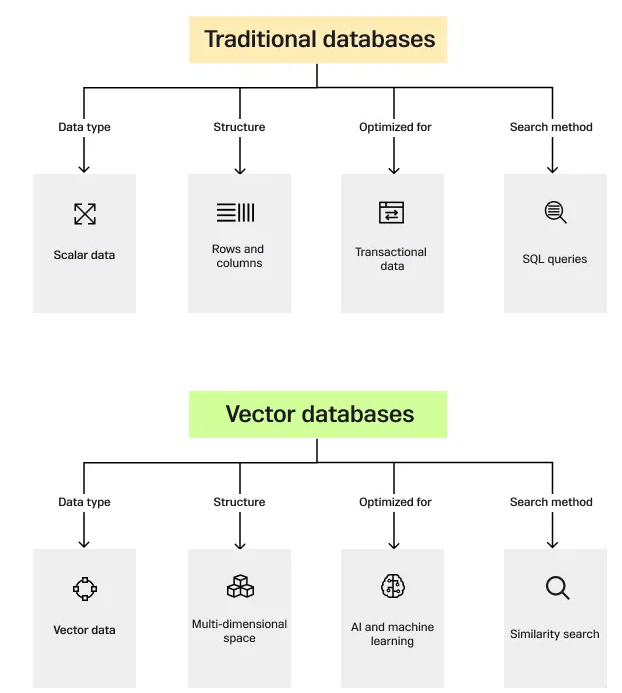 Traditional databases
Data type
Structure
Optimized for
Search method
Scalar data
Rows and
columns
Transactional
data
SQL queries
Vector databases
Data type
Structure
Optimized for
Search method
Vector data
Multi-dimensional
space
AI and machine
learning
Similarity search